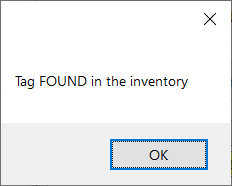 Tag FOUND in the inventory
OK